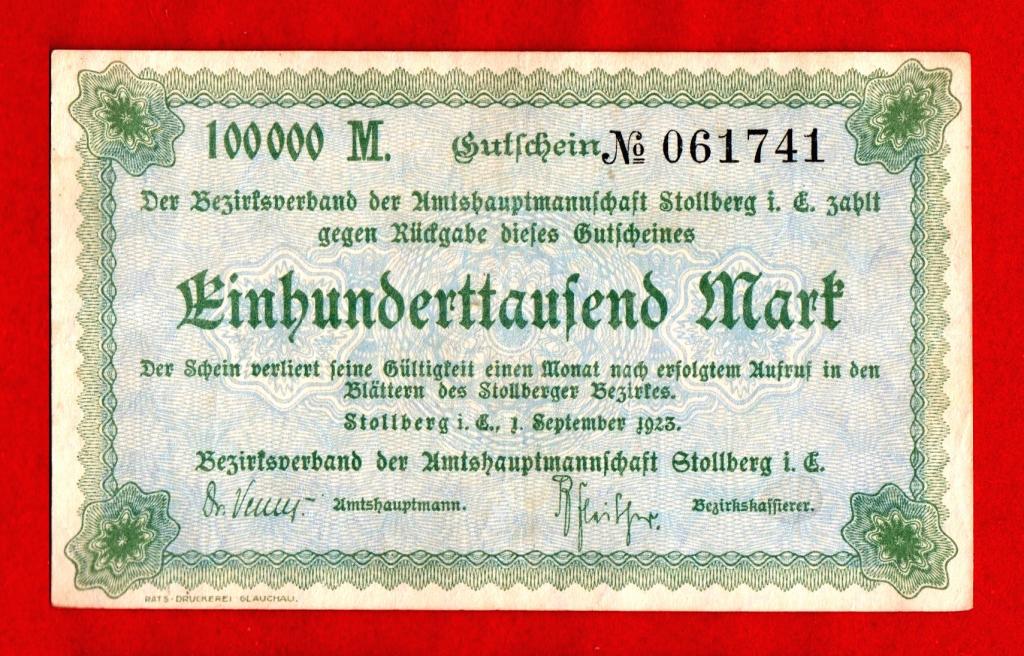 100000 M. Gutschein № 061741
Der Bezirksverband der Amtshauptmannschaft Stollberg i. E. zahlt
gegen Rückgabe dieses Gutscheines
Einhunderttausend Mark
Der Schein verliert seine Gültigkeit einen Monat nach erfolgtem Aufruf in den
Blättern des Stollberger Bezirkes.
Stollberg i. E., 1. September 1923.
Bezirksverband der Amtshauptmannschaft Stollberg i. E.
Dr. Amtshauptmann. Bezirkskassierer.
RATS-DRUCKEREI GLAUCHAU.